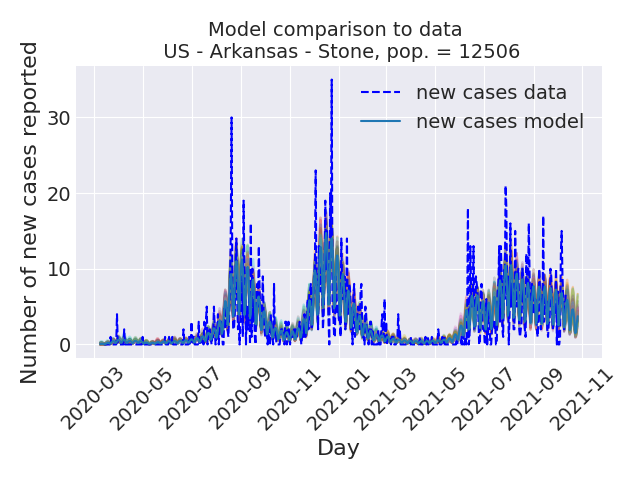 Model comparison to data
US - Arkansas - Stone, pop. = 12506
Number of new cases reported
30
20
10
0
new cases data
new cases model
2020-03
2020-05
2020-07
2020-09
2020-11
2021-01
2021-03
2021-05
2021-07
2021-09
2021-11
Day